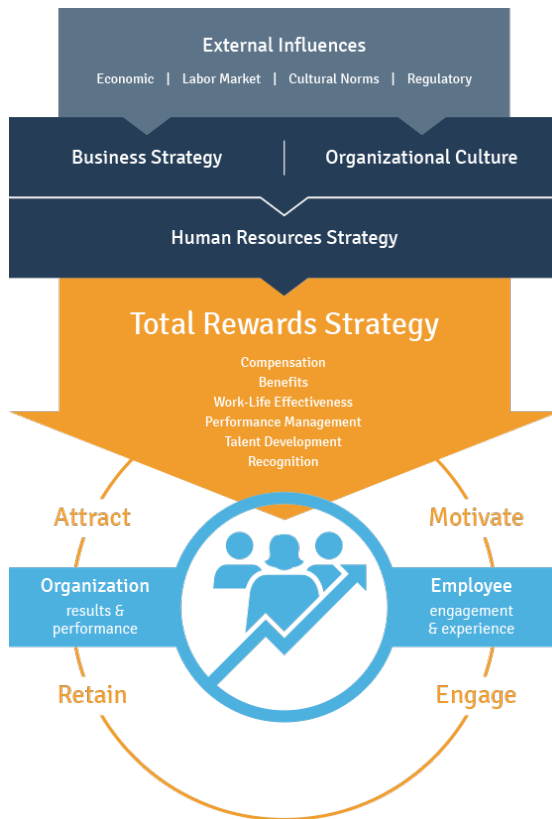 External Influences
Economic | Labor Market | Cultural Norms | Regulatory
Business Strategy | Organizational Culture
Human Resources Strategy
Total Rewards Strategy
Compensation
Benefits
Work-Life Effectiveness
Performance Management
Talent Development
Recognition
Attract
Motivate
Organization
results &
performance
Employee
engagement
& experience
Retain
Engage